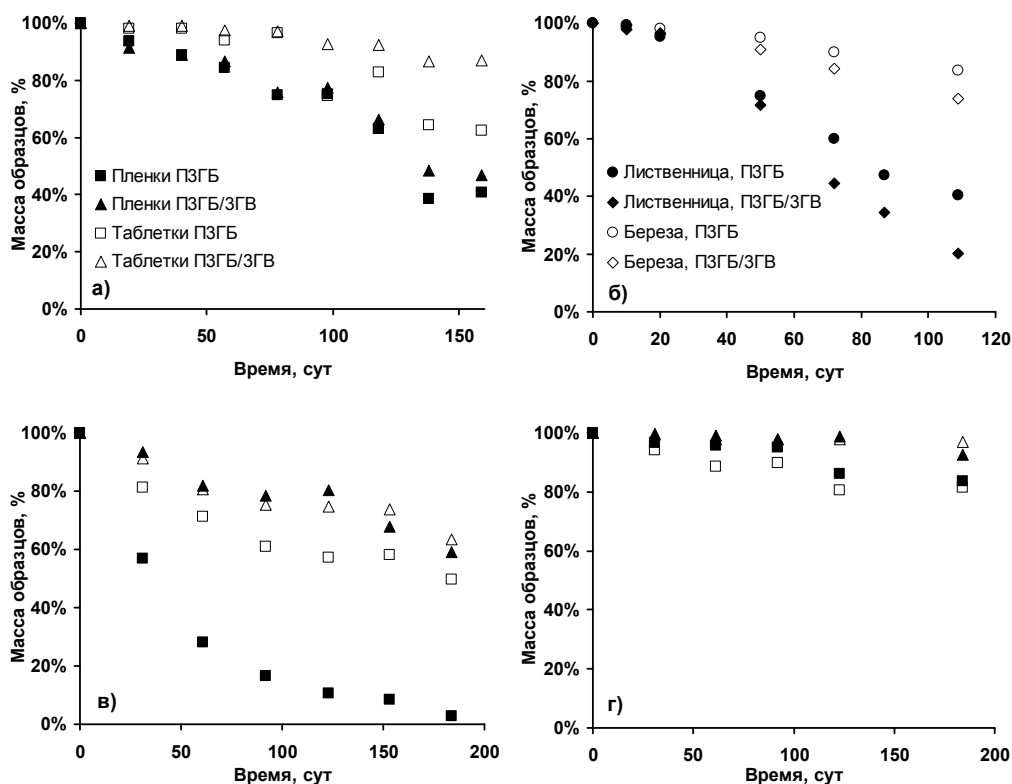 100%
80%
60%
40%
20%
0%
Масса образцов, %
Пленки ПЗГБ
Пленки ПЗГБ/ЗГВ
Таблетки ПЗГБ
Таблетки ПЗГБ/ЗГВ
а)
0 50 100 150
Время, сут
100%
80%
60%
40%
20%
0%
Масса образцов, %
Лиственница, ПЗГБ
Лиственница, ПЗГБ/ЗГВ
Береза, ПЗГБ
Береза, ПЗГБ/ЗГВ
б)
0 20 40 60 80 100 120
Время, сут
100%
80%
60%
40%
20%
0%
Масса образцов, %
в)
0 50 100 150 200
Время, сут
100%
80%
60%
40%
20%
0%
Масса образцов, %
г)
0 50 100 150 200
Время, сут